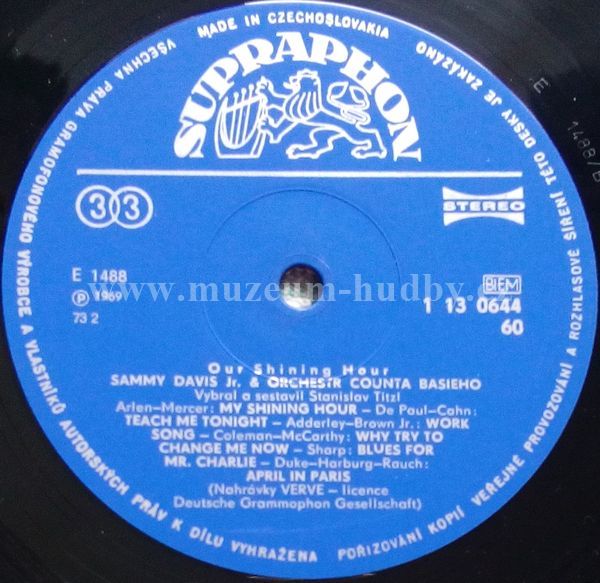 VŠECHNA PRÁVA GRAMOFONOVÉHO VÝROBCE A VLASTNÍKŮ AUTORSKÝCH PRÁV K DÍLU VYHRAŽENA POŘIZOVÁNÍ KOPIÍ VEŘEJNÉ PROVOZOVÁNÍ A ROZHLASOVÉ ŠÍŘENÍ TÉTO DESKY JE ZAKÁZÁNO
MADE IN CZECHOSLOVAKIA
SUPRAPHON
33
STEREO
E 1488
Ⓟ 1969
73 2
BIEM
1 13 0644
60
www.muzeum-hudby.cz
Our Shining Hour
SAMMY DAVIS Jr. & ORCHESTR COUNTA BASIEHO
Vybral a sestavil Stanislav Titzl
Arlen-Mercer: MY SHINING HOUR – De Paul-Cahn:
TEACH ME TONIGHT – Adderley-Brown Jr.: WORK
SONG – Coleman-McCarthy: WHY TRY TO
CHANGE ME NOW – Sharp: BLUES FOR
MR. CHARLIE – Duke-Harburg-Rauch:
APRIL IN PARIS
(Nahrávky VERVE – licence
Deutsche Grammophon Gesellschaft)
E 1488/B